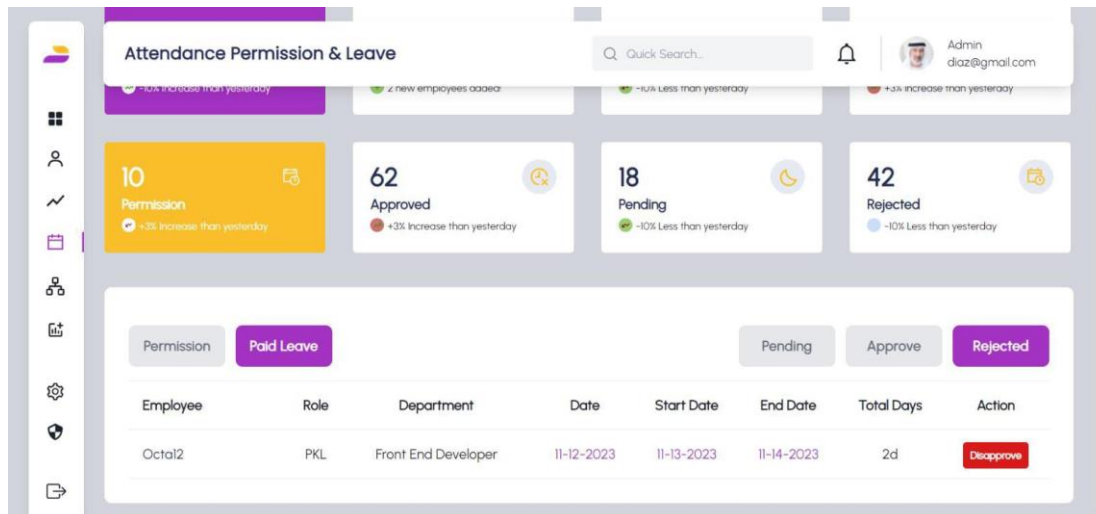 Attendance Permission & Leave
Quick Search...
Admin
diaz@gmail.com
-10% Increase than yesterday
2 new employees added!
-10% Less than yesterday
+3% Increase than yesterday
10
Permission
+3% Increase than yesterday
62
Approved
+3% Increase than yesterday
18
Pending
-10% Less than yesterday
42
Rejected
-10% Less than yesterday
Permission Paid Leave Pending Approve Rejected
Employee Role Department Date Start Date End Date Total Days Action
Octal2 PKL Front End Developer 11-12-2023 11-13-2023 11-14-2023 2d Disapprove